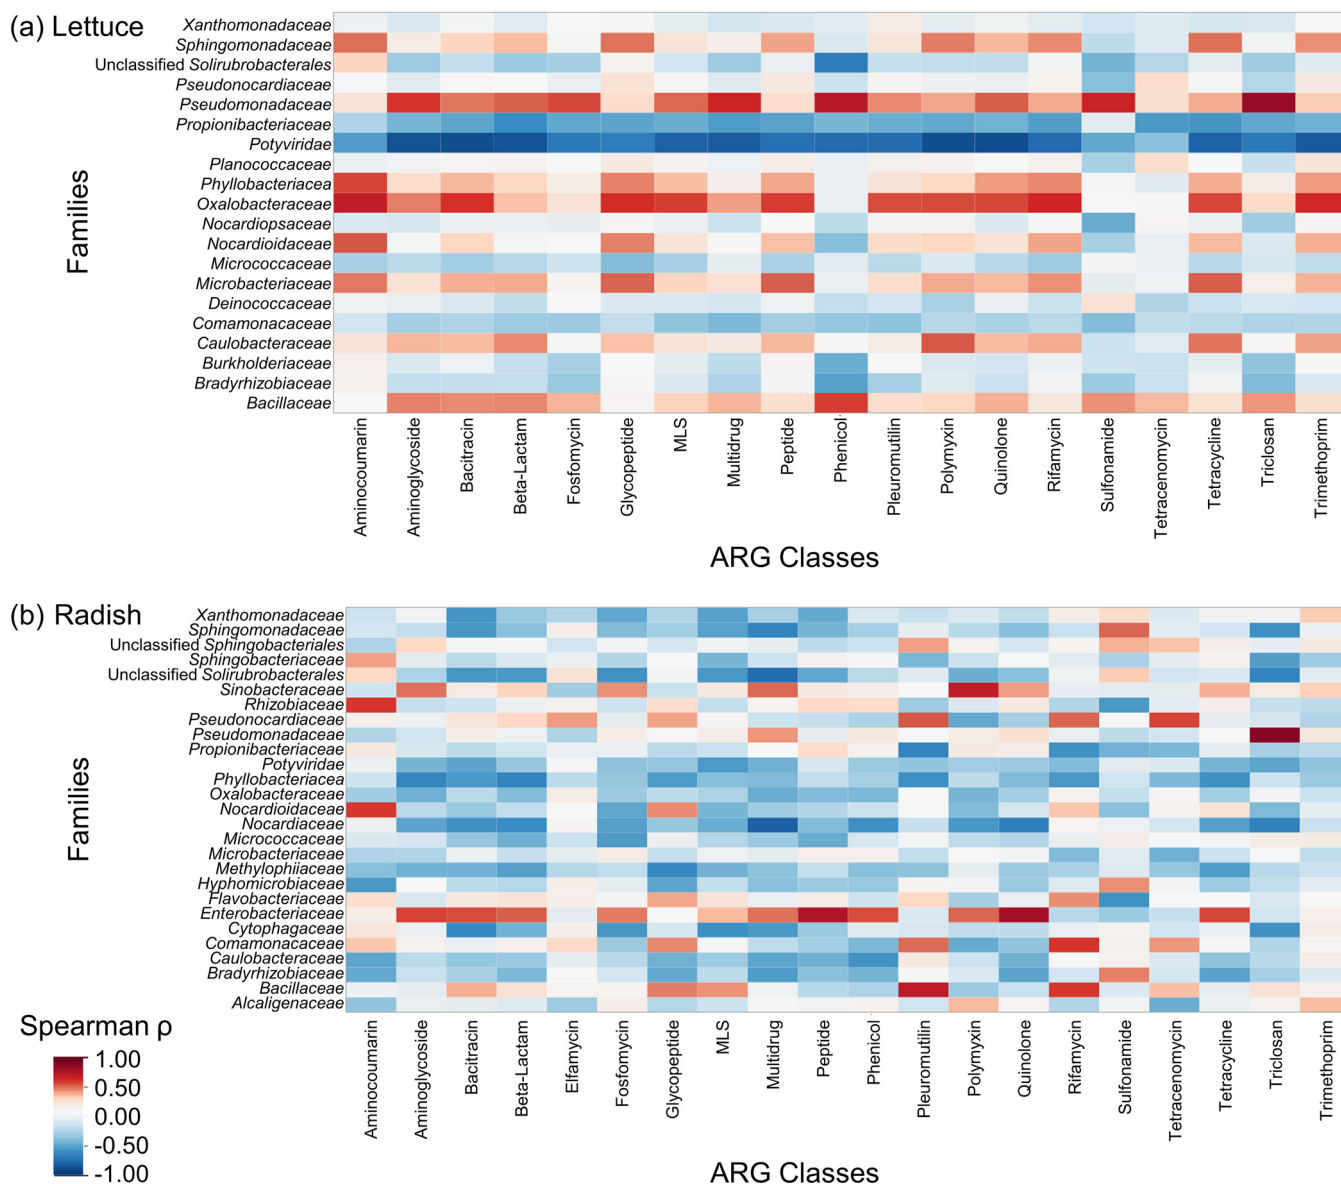 (a) Lettuce
Xanthomonadaceae
Sphingomonadaceae
Unclassified Solirubrobacterales
Pseudonocardiaceae
Pseudomonadaceae
Propionibacteriaceae
Potyviridae
Planococcaceae
Phyllobacteriacea
Oxalobacteraceae
Nocardiopsaceae
Nocardioidaceae
Micrococcaceae
Microbacteriaceae
Deinococcaceae
Comamonacaceae
Caulobacteraceae
Burkholderiaceae
Bradyrhizobiaceae
Bacillaceae
Families
Aminocoumarin
Aminoglycoside
Bacitracin
Beta-Lactam
Fosfomycin
Glycopeptide
MLS
Multidrug
Peptide
Phenicol
Pleuromutilin
Polymyxin
Quinolone
Rifamycin
Sulfonamide
Tetracenomycin
Tetracycline
Triclosan
Trimethoprim
ARG Classes
(b) Radish
Xanthomonadaceae
Sphingomonadaceae
Unclassified Sphingobacteriales
Sphingobacteriaceae
Unclassified Solirubrobacterales
Sinobacteraceae
Rhizobiaceae
Pseudonocardiaceae
Pseudomonadaceae
Propionibacteriaceae
Potyviridae
Phyllobacteriacea
Oxalobacteraceae
Nocardioidaceae
Nocardiaceae
Micrococcaceae
Microbacteriaceae
Methylophiiaceae
Hyphomicrobiaceae
Flavobacteriaceae
Enterobacteriaceae
Cytophagaceae
Comamonacaceae
Caulobacteraceae
Bradyrhizobiaceae
Bacillaceae
Alcaligenaceae
Families
Aminocoumarin
Aminoglycoside
Bacitracin
Beta-Lactam
Elfamycin
Fosfomycin
Glycopeptide
MLS
Multidrug
Peptide
Phenicol
Pleuromutilin
Polymyxin
Quinolone
Rifamycin
Sulfonamide
Tetracenomycin
Tetracycline
Triclosan
Trimethoprim
ARG Classes
Spearman ρ
1.00
0.50
0.00
-0.50
-1.00